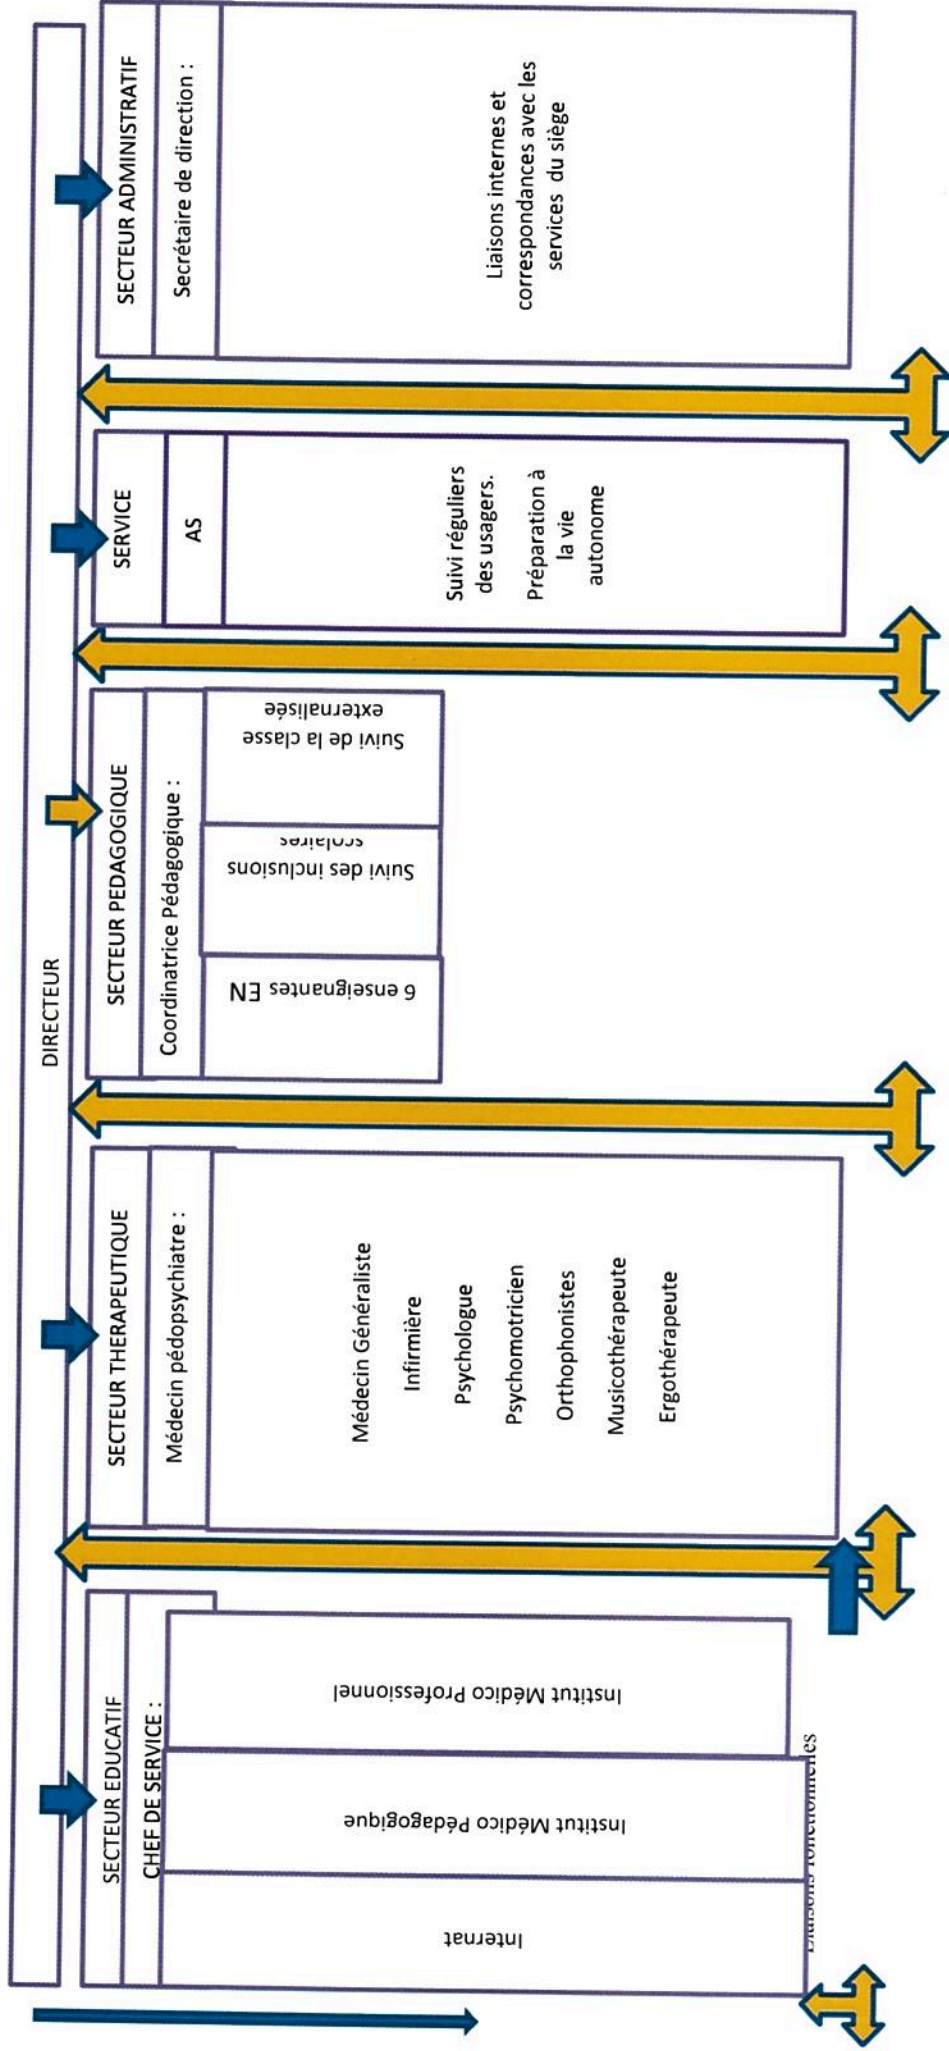 DIRECTEUR
SECTEUR EDUCATIF
CHEF DE SERVICE :
Internat
Institut Médico Pédagogique
Institut Médico Professionnel
SECTEUR THERAPEUTIQUE
Médecin pédopsychiatre :
Médecin Généraliste
Infirmière
Psychologue
Psychomotricien
Orthophonistes
Musicothérapeute
Ergothérapeute
SECTEUR PEDAGOGIQUE
Coordinatrice Pédagogique :
6 enseignantes EN
Suivi des inclusions
scolaires
Suivi de la classe
externalisée
SERVICE
AS
Suivi réguliers
des usagers.
Préparation à
la vie
autonome
SECTEUR ADMINISTRATIF
Secrétaire de direction :
Liaisons internes et
correspondances avec les
services du siège
Liaisons fonctionnelles